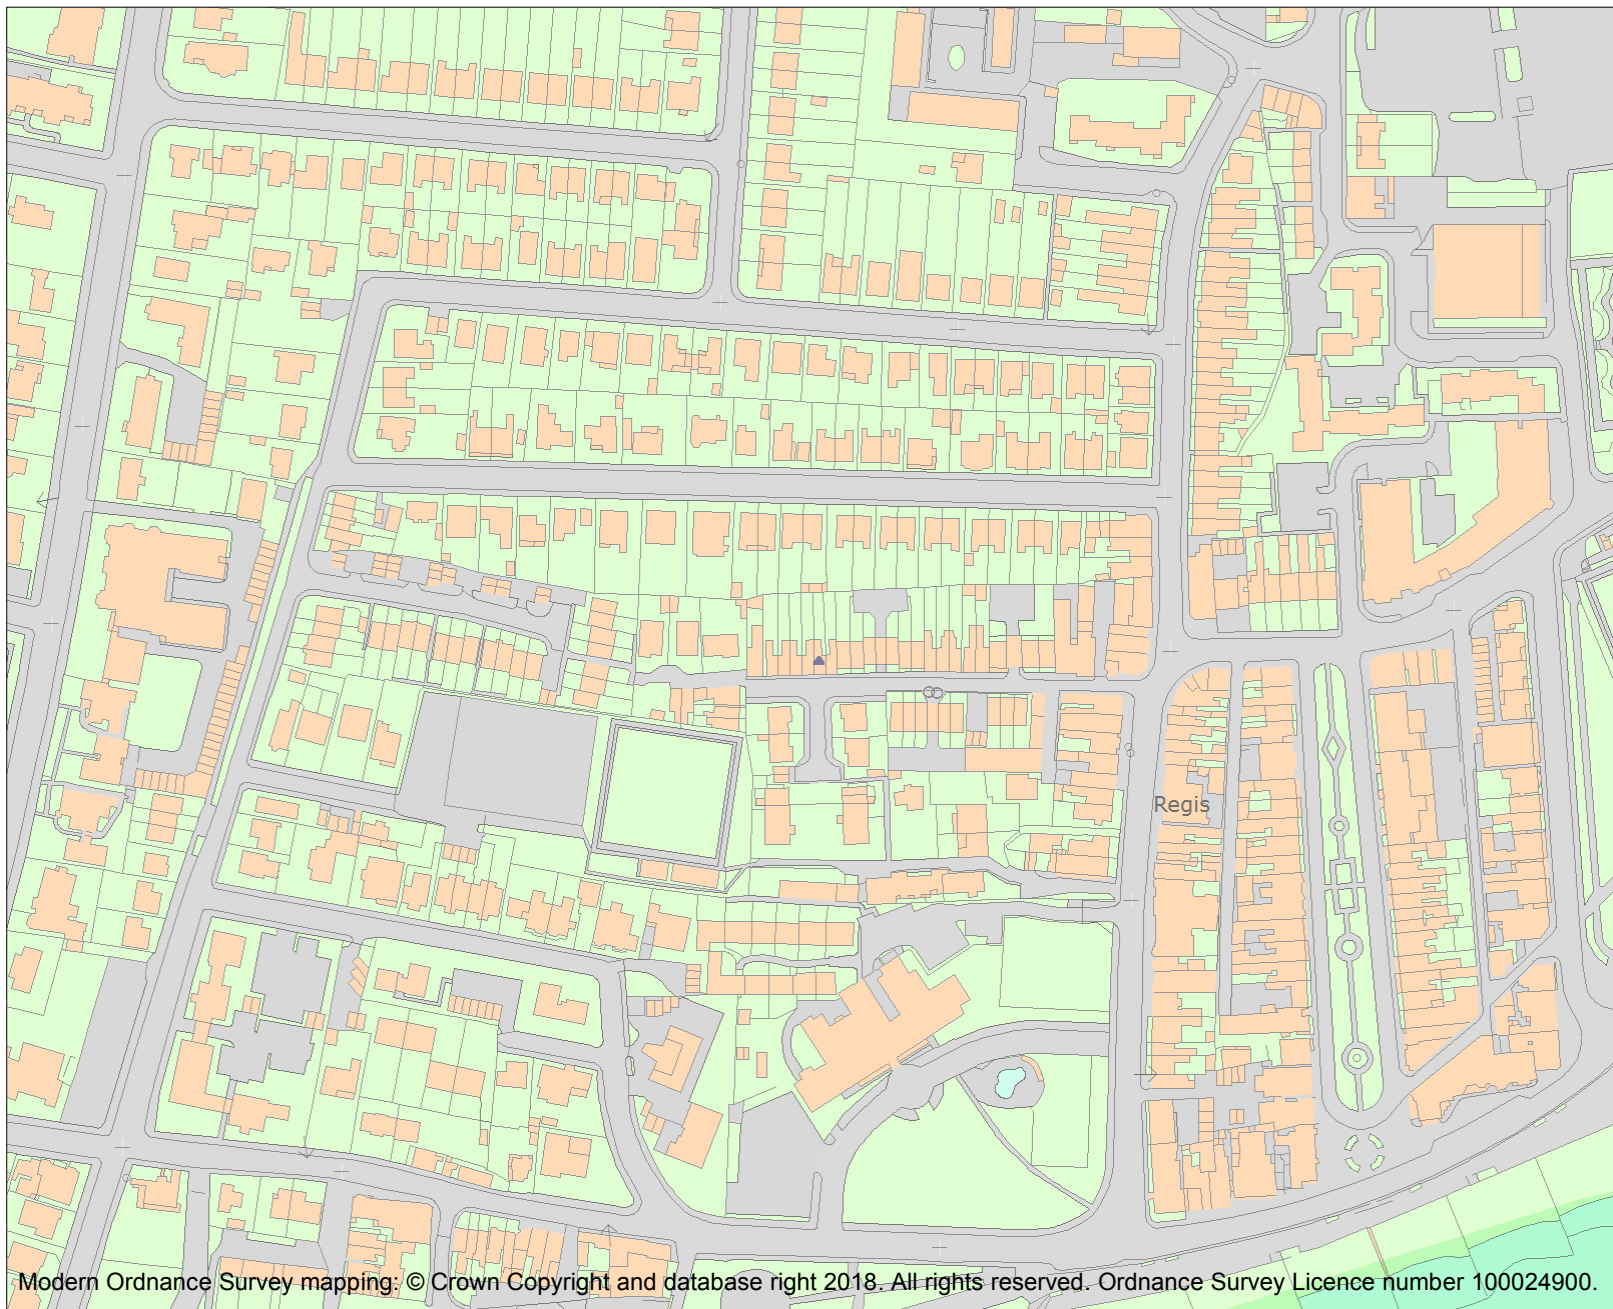 Regis
Modern Ordnance Survey mapping: © Crown Copyright and database right 2018. All rights reserved. Ordnance Survey Licence number 100024900.